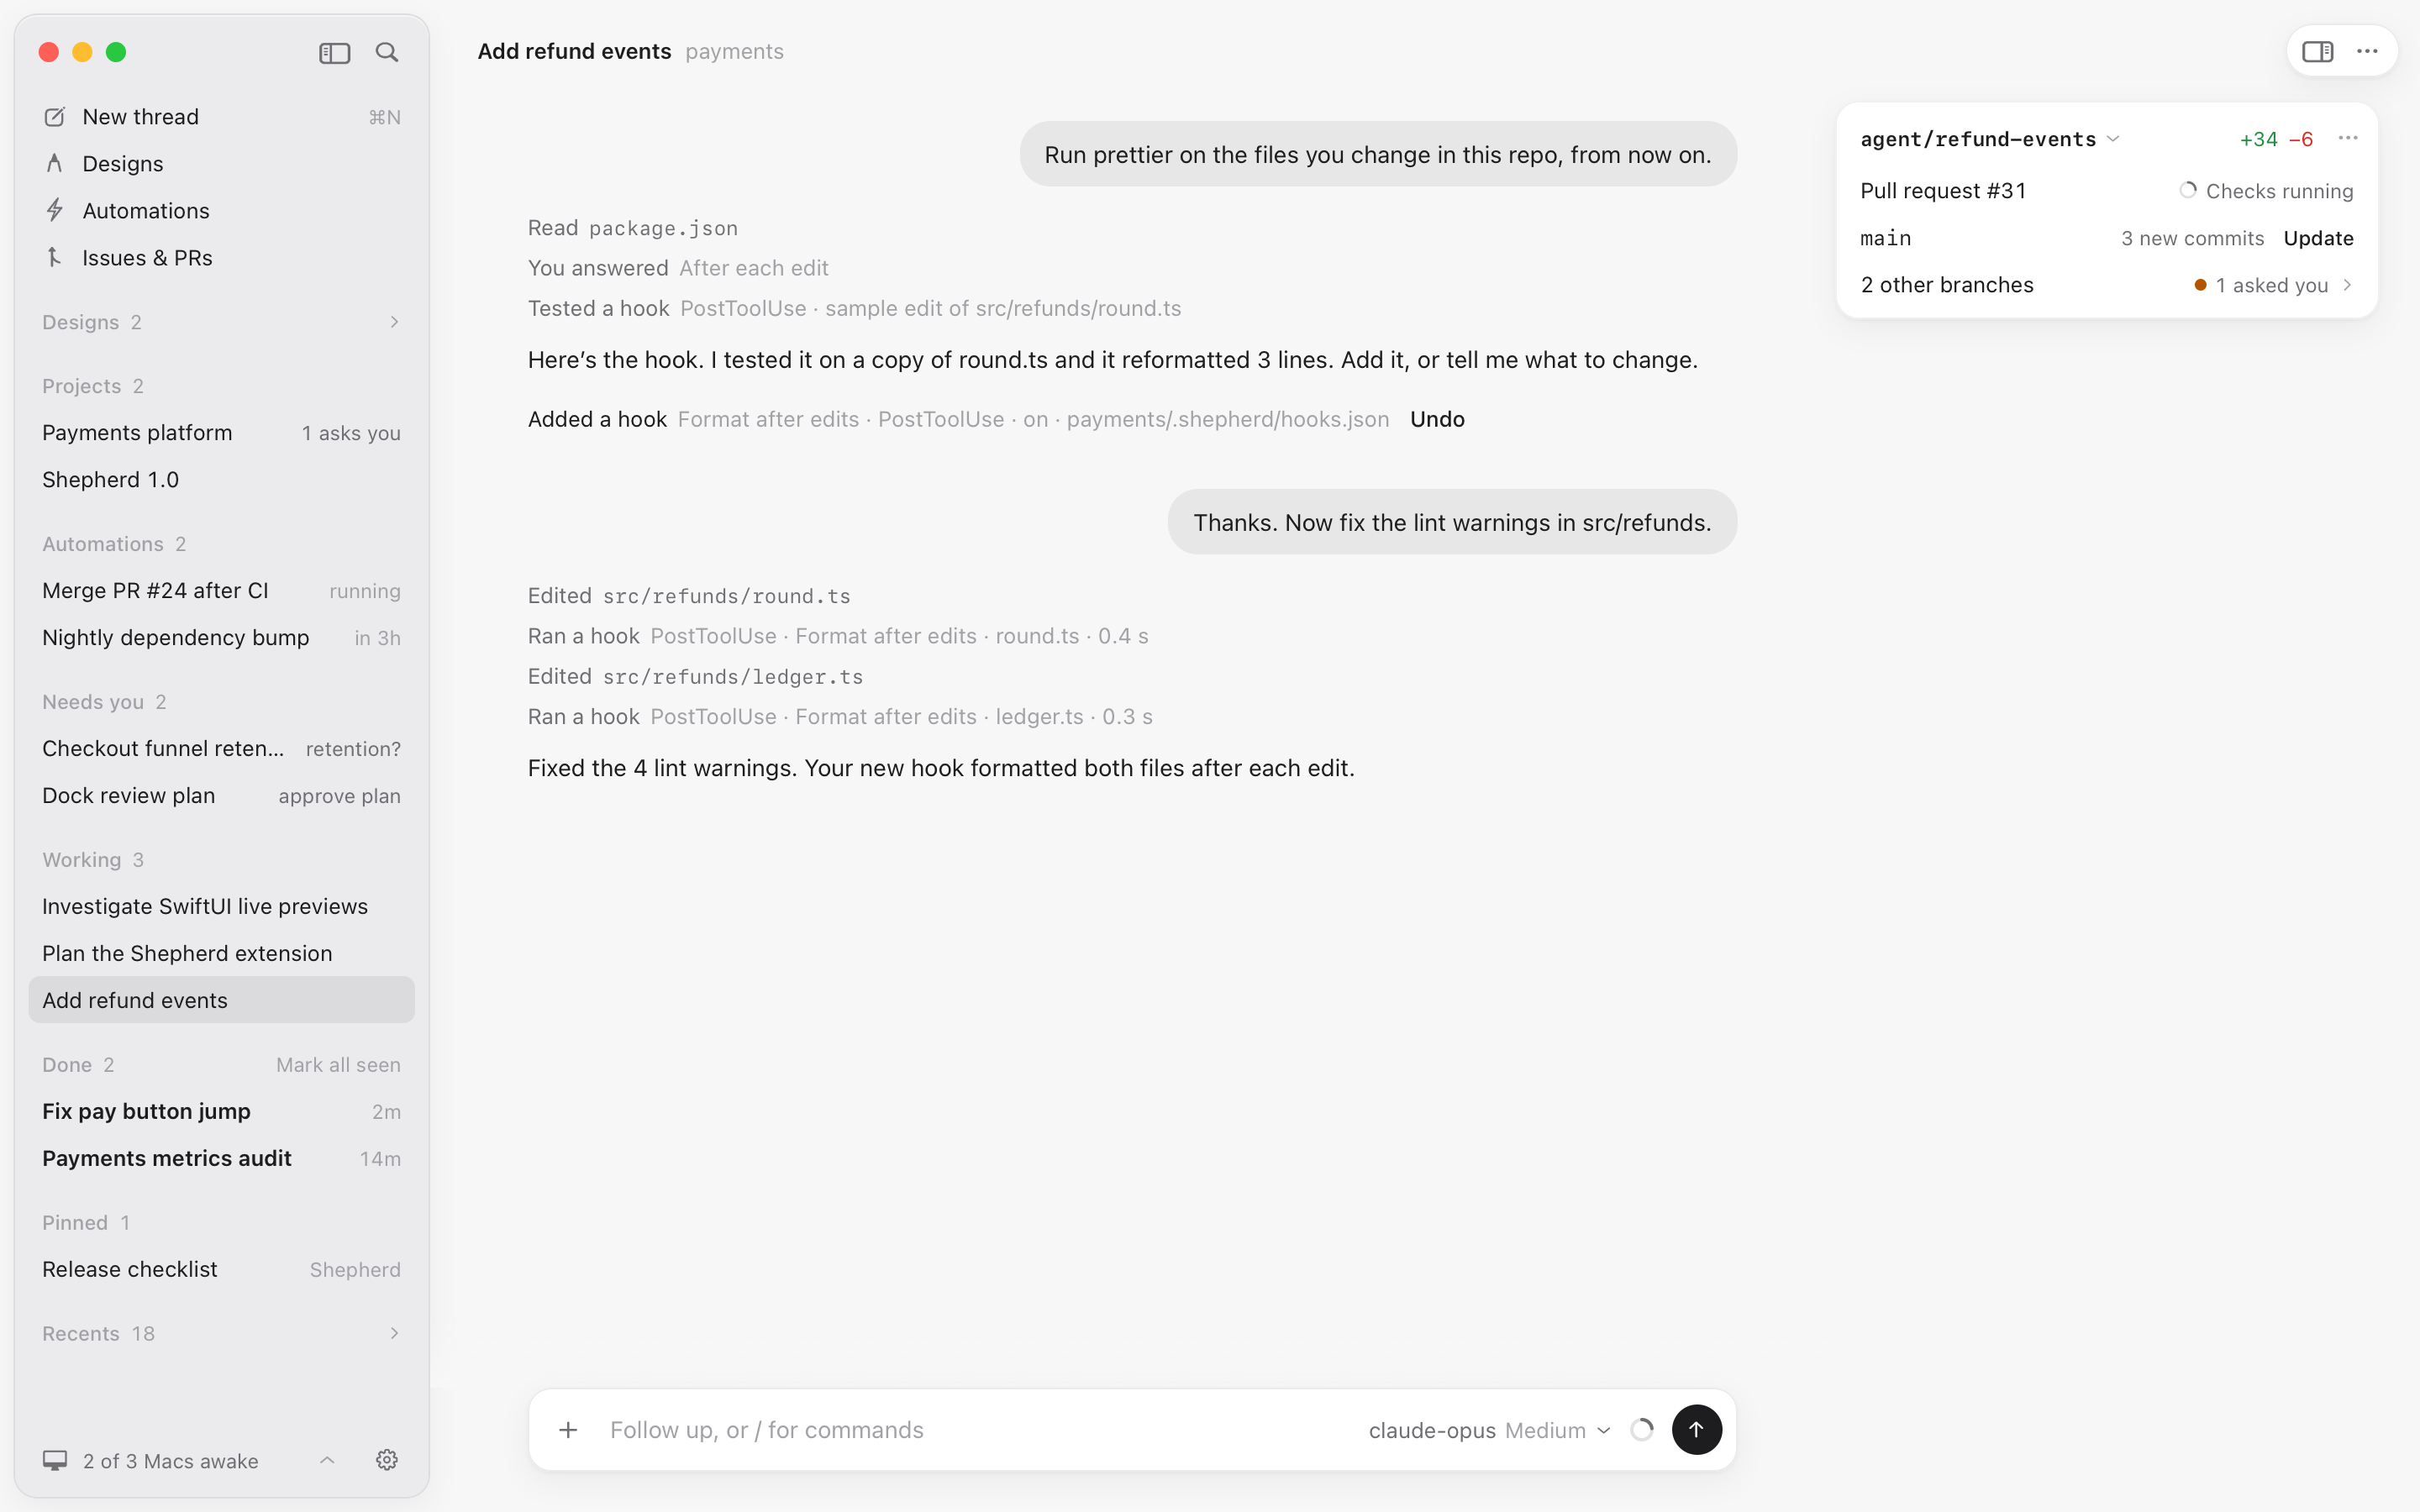 New thread ⌘N
Designs
Automations
Issues & PRs
Designs 2
Projects 2
Payments platform 1 asks you
Shepherd 1.0
Automations 2
Merge PR #24 after CI running
Nightly dependency bump in 3h
Needs you 2
Checkout funnel reten... retention?
Dock review plan approve plan
Working 3
Investigate SwiftUI live previews
Plan the Shepherd extension
Add refund events
Done 2 Mark all seen
Fix pay button jump 2m
Payments metrics audit 14m
Pinned 1
Release checklist Shepherd
Recents 18
2 of 3 Macs awake
Add refund events payments
Run prettier on the files you change in this repo, from now on.
Read package.json
You answered After each edit
Tested a hook PostToolUse · sample edit of src/refunds/round.ts
Here’s the hook. I tested it on a copy of round.ts and it reformatted 3 lines. Add it, or tell me what to change.
Added a hook Format after edits · PostToolUse · on · payments/.shepherd/hooks.json Undo
Thanks. Now fix the lint warnings in src/refunds.
Edited src/refunds/round.ts
Ran a hook PostToolUse · Format after edits · round.ts · 0.4 s
Edited src/refunds/ledger.ts
Ran a hook PostToolUse · Format after edits · ledger.ts · 0.3 s
Fixed the 4 lint warnings. Your new hook formatted both files after each edit.
Follow up, or / for commands claude-opus Medium
agent/refund-events +34 −6
Pull request #31 Checks running
main 3 new commits Update
2 other branches 1 asked you